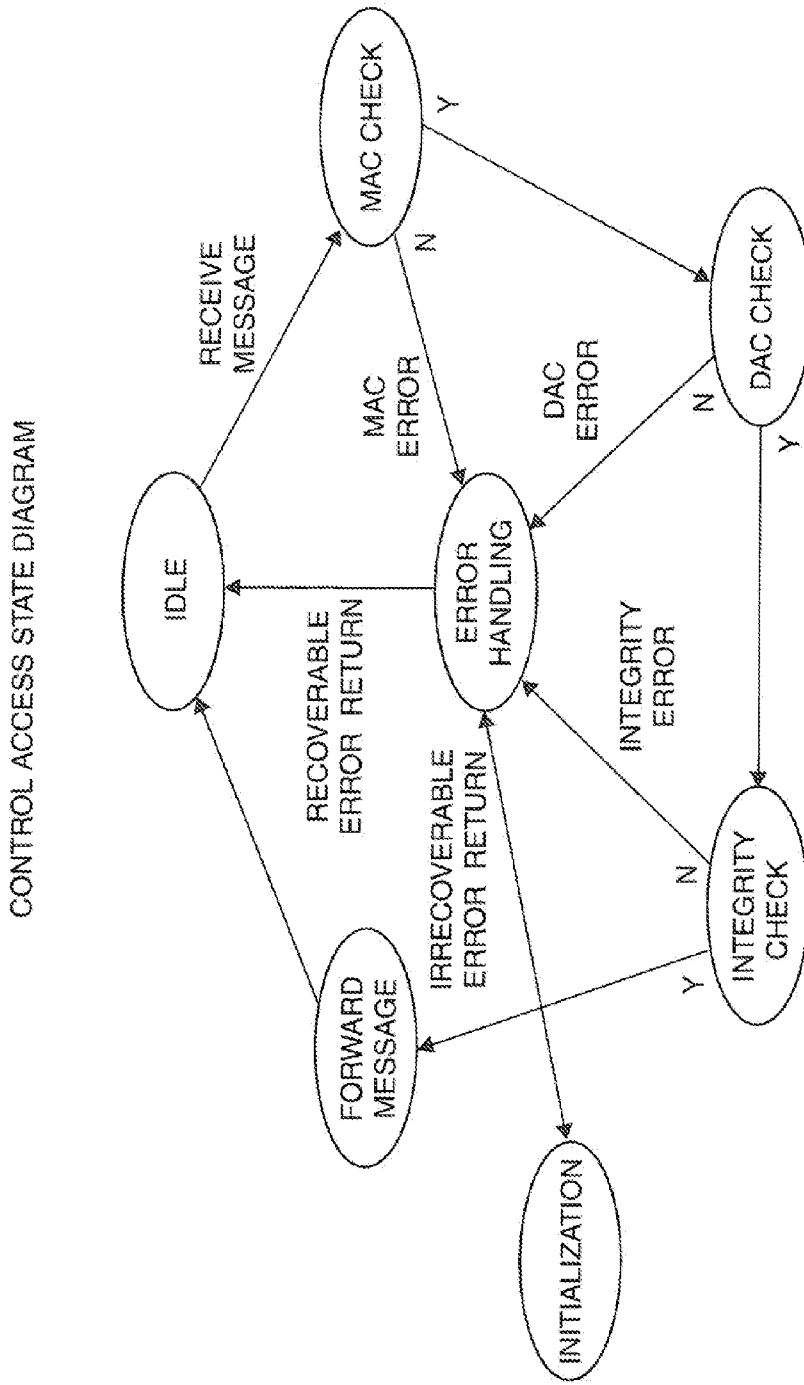 CONTROL ACCESS STATE DIAGRAM
IDLE
RECEIVE
MESSAGE
MAC CHECK
Y
N
MAC
ERROR
DAC CHECK
N
Y
DAC
ERROR
INTEGRITY
CHECK
N
Y
INTEGRITY
ERROR
ERROR
HANDLING
RECOVERABLE
ERROR RETURN
IRRECOVERABLE
ERROR RETURN
FORWARD
MESSAGE
INITIALIZATION